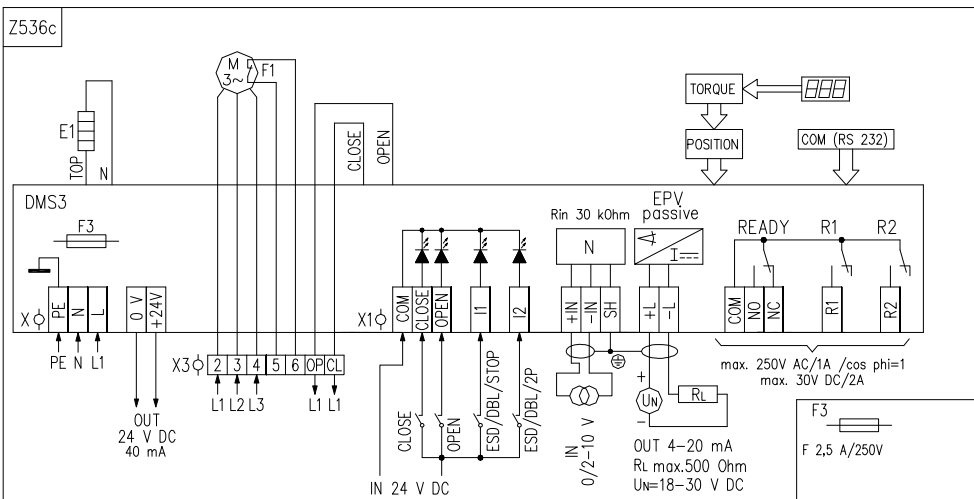 Z536c
M
3~
F1
E1
TOP
N
CLOSE
OPEN
TORQUE
POSITION
COM (RS 232)
DMS3
F3
Rin 30 kOhm
N
EPV
passive
I
READY
R1
R2
X
PE
N
L
0 V
+24V
X1
COM
CLOSE
OPEN
I1
I2
+IN
-IN
SH
+L
-L
COM
NO
NC
R1
R2
PE N L1
X3
2 3 4 5 6 OP CL
L1 L2 L3
L1 L1
OUT
24 V DC
40 mA
CLOSE
OPEN
ESD/DBL/STOP
ESD/DBL/2P
IN 24 V DC
IN
0/2-10 V
+
UN
-
RL
OUT 4-20 mA
RL max.500 Ohm
UN=18-30 V DC
max. 250V AC/1A /cos phi=1
max. 30V DC/2A
F3
F 2,5 A/250V